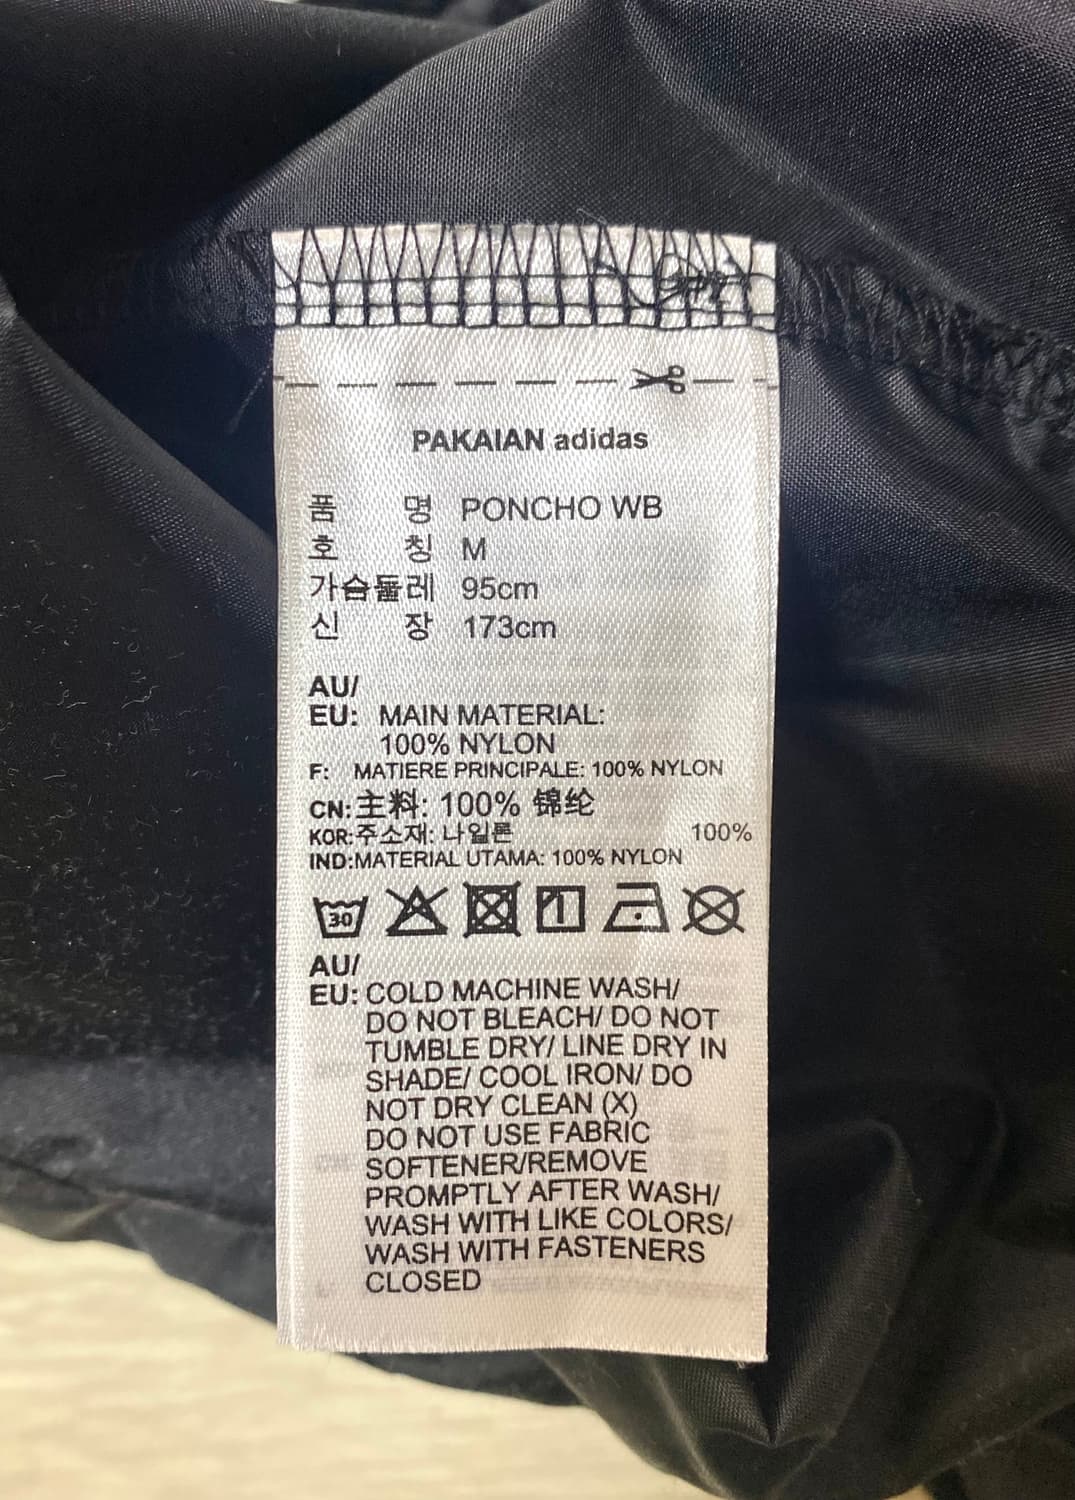 PAKAIAN adidas
품 명 PONCHO WB
호 칭 M
가슴둘레 95cm
신 장 173cm
AU/
EU: MAIN MATERIAL:
100% NYLON
F: MATIERE PRINCIPALE: 100% NYLON
CN: 主料: 100% 锦纶
KOR: 주소재: 나일론 100%
IND:MATERIAL UTAMA: 100% NYLON
30
AU/
EU: COLD MACHINE WASH/
DO NOT BLEACH/ DO NOT
TUMBLE DRY/ LINE DRY IN
SHADE/ COOL IRON/ DO
NOT DRY CLEAN (X)
DO NOT USE FABRIC
SOFTENER/REMOVE
PROMPTLY AFTER WASH/
WASH WITH LIKE COLORS/
WASH WITH FASTENERS
CLOSED